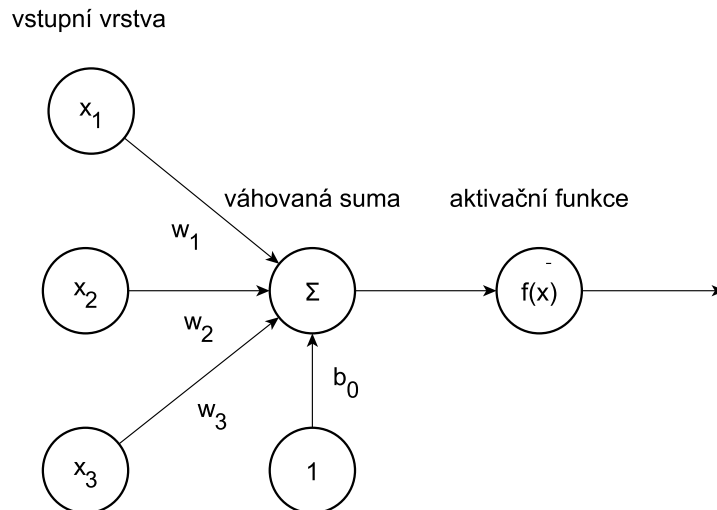 vstupní vrstva
x1
váhovaná suma
aktivační funkce
w1
x2
Σ
f(x̄)
w2
b0
w3
x3
1